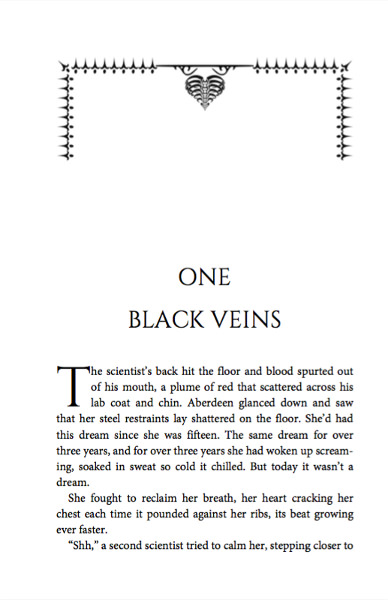 ONE
BLACK VEINS
The scientist's back hit the floor and blood spurted out
of his mouth, a plume of red that scattered across his
lab coat and chin. Aberdeen glanced down and saw
that her steel restraints lay shattered on the floor. She'd had
this dream since she was fifteen. The same dream for over
three years, and for over three years she had woken up scream-
ing, soaked in sweat so cold it chilled. But today it wasn't a
dream.
She fought to reclaim her breath, her heart cracking her
chest each time it pounded against her ribs, its beat growing
ever faster.
"Shh," a second scientist tried to calm her, stepping closer to